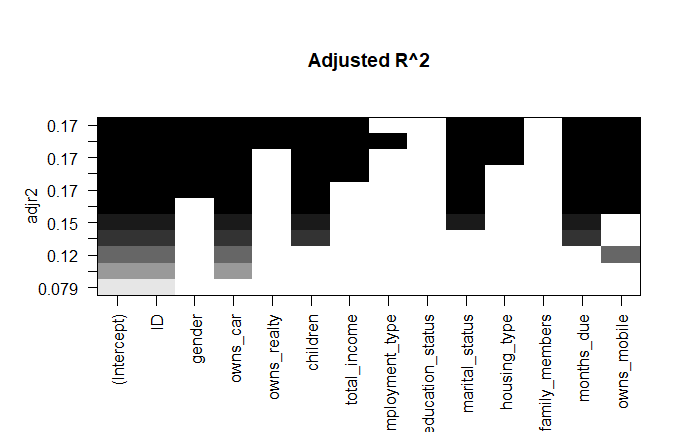 Adjusted R^2
adjr2
0.17
0.17
0.17
0.15
0.12
0.079
(Intercept)
ID
gender
owns_car
owns_realty
children
total_income
mployment_type
education_status
marital_status
housing_type
family_members
months_due
owns_mobile